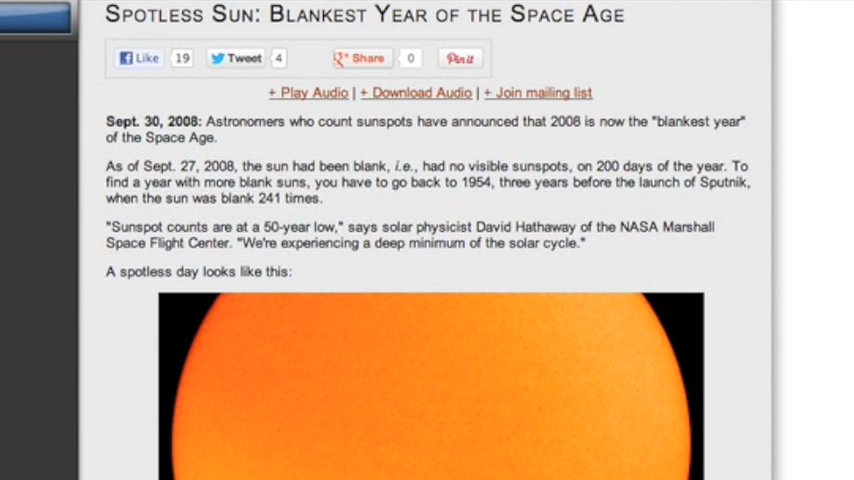 Spotless Sun: Blankest Year of the Space Age
Like 19 Tweet 4 Share 0 Pin it
+ Play Audio | + Download Audio | + Join mailing list
Sept. 30, 2008: Astronomers who count sunspots have announced that 2008 is now the "blankest year"
of the Space Age.
As of Sept. 27, 2008, the sun had been blank, i.e., had no visible sunspots, on 200 days of the year. To
find a year with more blank suns, you have to go back to 1954, three years before the launch of Sputnik,
when the sun was blank 241 times.
"Sunspot counts are at a 50-year low," says solar physicist David Hathaway of the NASA Marshall
Space Flight Center. "We're experiencing a deep minimum of the solar cycle."
A spotless day looks like this: